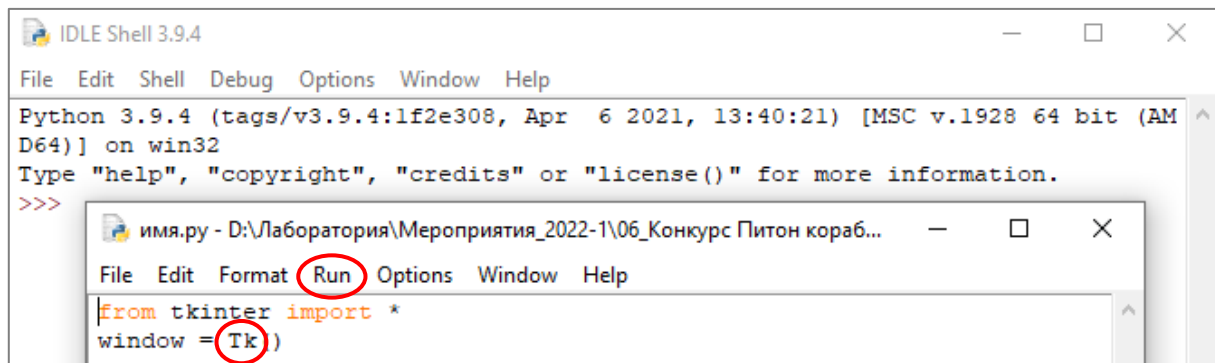 IDLE Shell 3.9.4
File Edit Shell Debug Options Window Help
Python 3.9.4 (tags/v3.9.4:1f2e308, Apr  6 2021, 13:40:21) [MSC v.1928 64 bit (AM
D64)] on win32
Type "help", "copyright", "credits" or "license()" for more information.
>>>
имя.py - D:\Лаборатория\Мероприятия_2022-1\06_Конкурс Питон кораб...
File Edit Format Run Options Window Help
from tkinter import *
window = Tk()